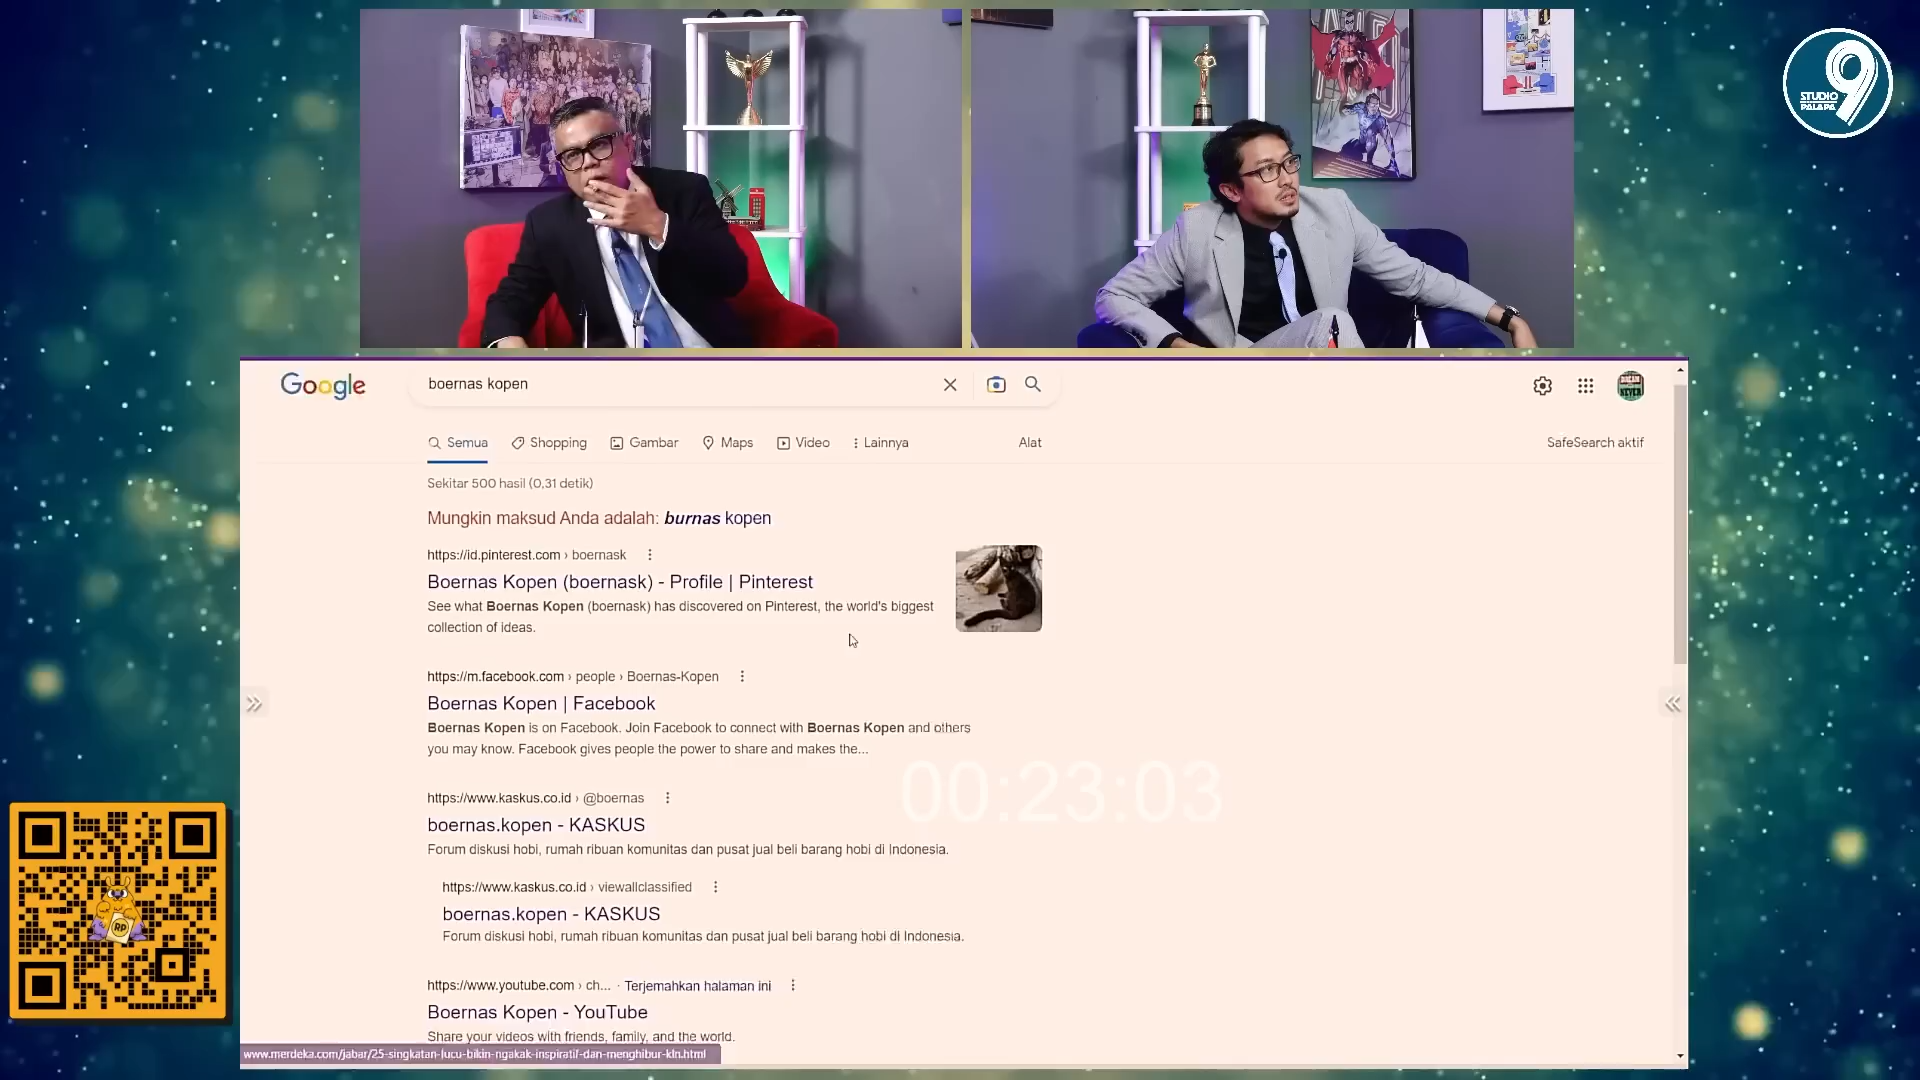 STUDIO
PALAPA
9
Google
boernas kopen
Semua
Shopping
Gambar
Maps
Video
Lainnya
Alat
SafeSearch aktif
Sekitar 500 hasil (0,31 detik)
Mungkin maksud Anda adalah: burnas kopen
https://id.pinterest.com › boernask
Boernas Kopen (boernask) - Profile | Pinterest
See what Boernas Kopen (boernask) has discovered on Pinterest, the world's biggest
collection of ideas.
https://m.facebook.com › people › Boernas-Kopen
Boernas Kopen | Facebook
Boernas Kopen is on Facebook. Join Facebook to connect with Boernas Kopen and others
you may know. Facebook gives people the power to share and makes the...
00:23:03
https://www.kaskus.co.id › @boernas
boernas.kopen - KASKUS
Forum diskusi hobi, rumah ribuan komunitas dan pusat jual beli barang hobi di Indonesia.
https://www.kaskus.co.id › viewallclassified
boernas.kopen - KASKUS
Forum diskusi hobi, rumah ribuan komunitas dan pusat jual beli barang hobi di Indonesia.
https://www.youtube.com › ch... · Terjemahkan halaman ini
Boernas Kopen - YouTube
Share your videos with friends, family, and the world.
www.merdeka.com/jabar/25-singkatan-lucu-bikin-ngakak-inspiratif-dan-menghibur-kln.html
RP